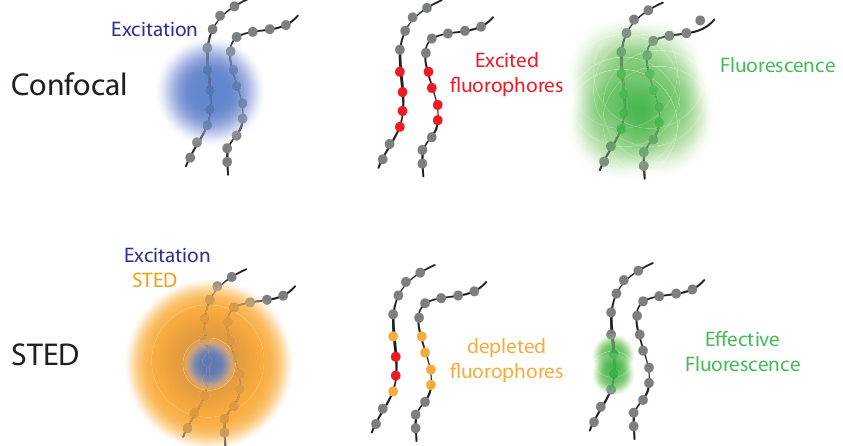 Excitation
Confocal
Excited
fluorophores
Fluorescence
Excitation
STED
STED
depleted
fluorophores
Effective
Fluorescence